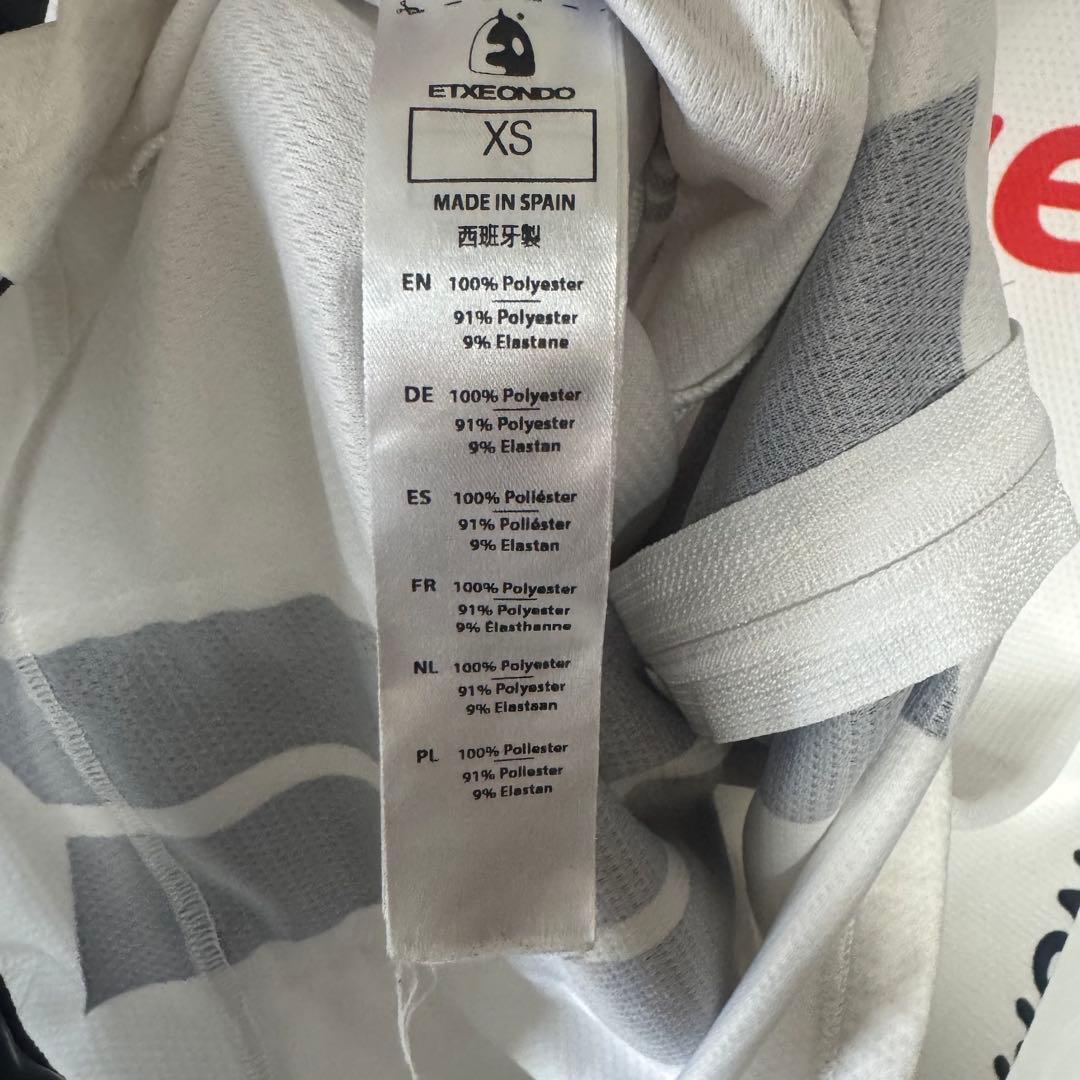 ETXEONDO
XS
MADE IN SPAIN
西班牙製
EN 100% Polyester
91% Polyester
9% Elastane
DE 100% Polyester
91% Polyester
9% Elastan
ES 100% Poliéster
91% Poliéster
9% Elastan
FR 100% Polyester
91% Polyester
9% Élasthanne
NL 100% Polyester
91% Polyester
9% Elastaan
PL 100% Poliester
91% Poliester
9% Elastan